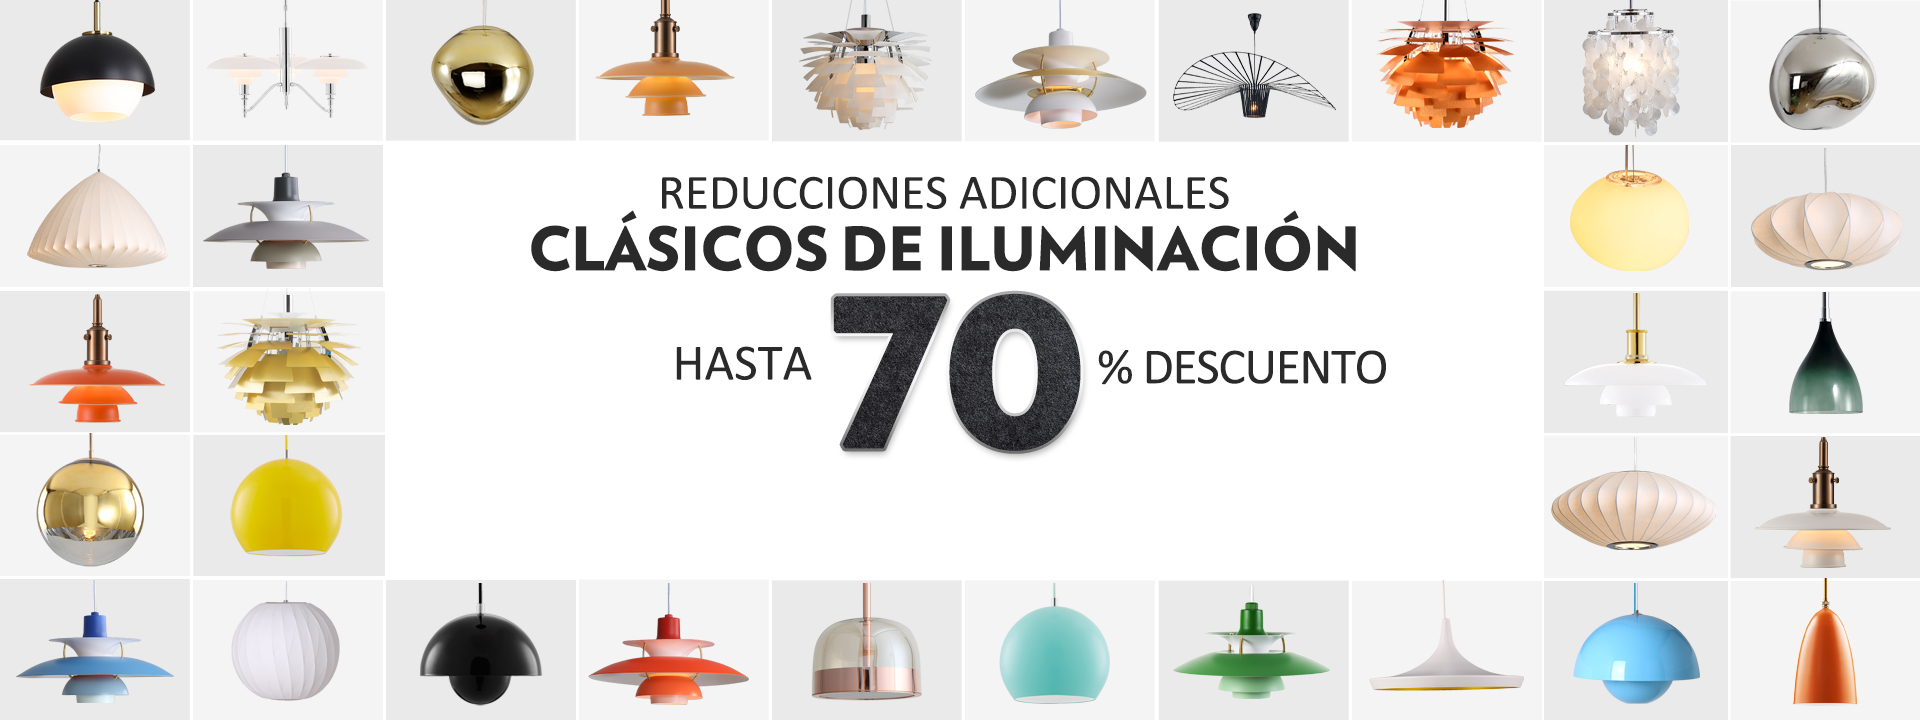 REDUCCIONES ADICIONALES
CLÁSICOS DE ILUMINACIÓN
HASTA 70 % DESCUENTO